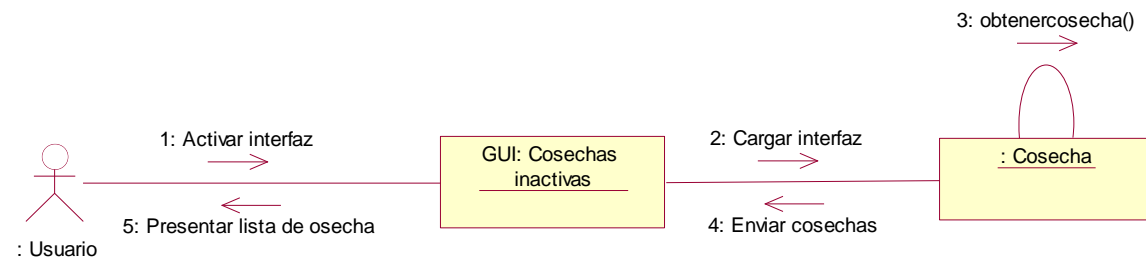 3: obtenercosecha()
1: Activar interfaz
GUI: Cosechas
inactivas
2: Cargar interfaz
: Cosecha
5: Presentar lista de osecha
4: Enviar cosechas
: Usuario